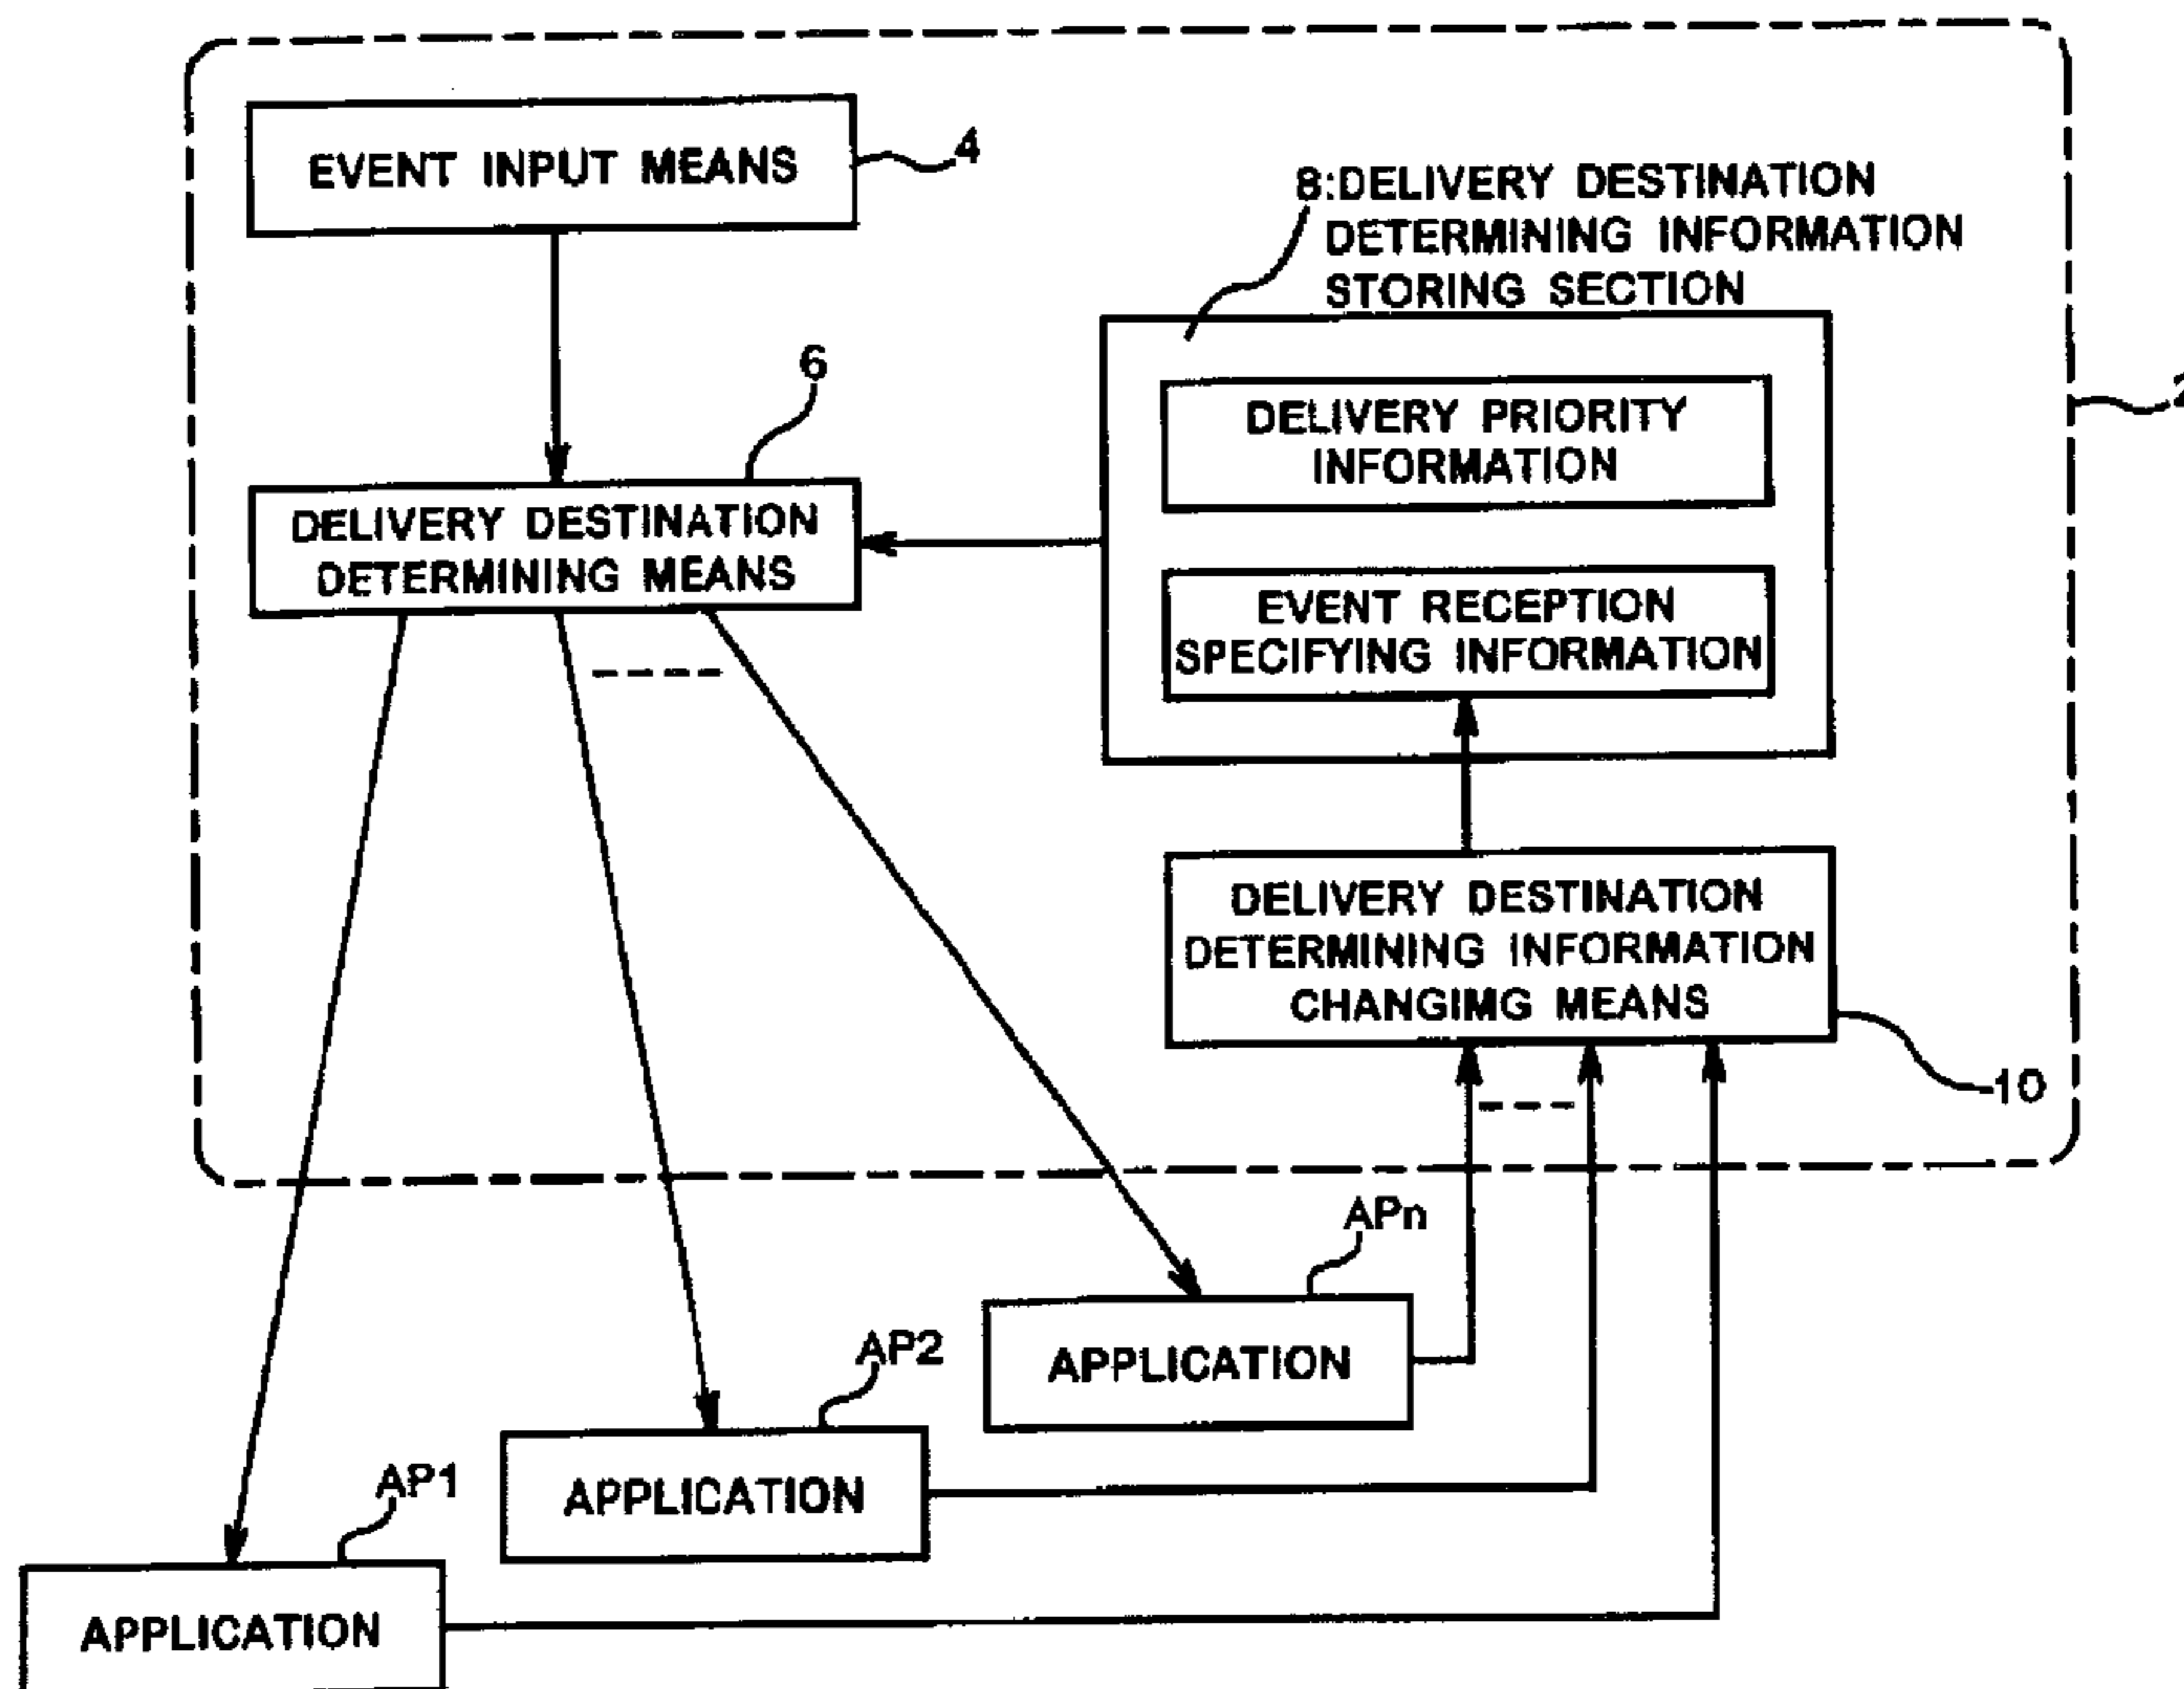 EVENT INPUT MEANS
4
8:DELIVERY DESTINATION
DETERMINING INFORMATION
STORING SECTION
6
DELIVERY PRIORITY
INFORMATION
DELIVERY DESTINATION
DETERMINING MEANS
EVENT RECEPTION
SPECIFYING INFORMATION
DELIVERY DESTINATION
DETERMINING INFORMATION
CHANGIMG MEANS
10
APn
APPLICATION
AP2
APPLICATION
AP1
APPLICATION